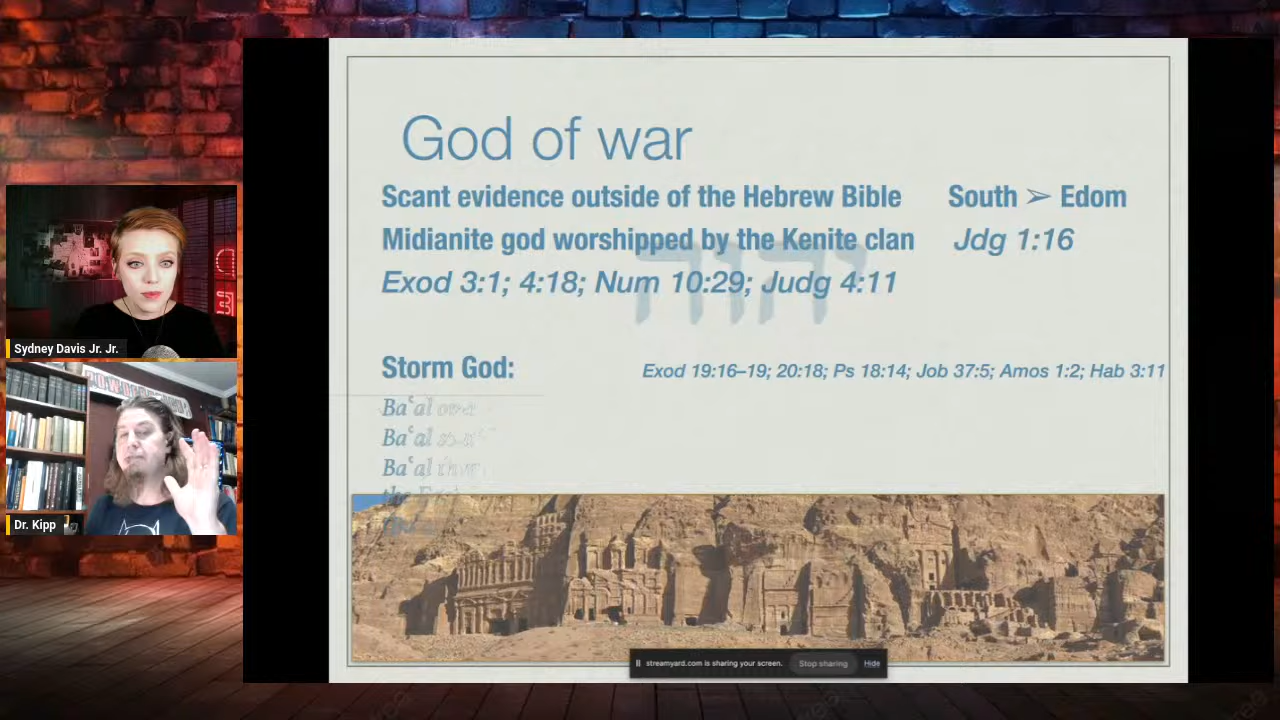 God of war
Scant evidence outside of the Hebrew Bible South ➢ Edom
Midianite god worshipped by the Kenite clan Jdg 1:16
Exod 3:1; 4:18; Num 10:29; Judg 4:11
יהוה
Storm God: Exod 19:16–19; 20:18; Ps 18:14; Job 37:5; Amos 1:2; Hab 3:11
Baʿal
Baʿal
Baʿal
the
Sydney Davis Jr. Jr.
Dr. Kipp
streamyard.com is sharing your screen. Stop sharing Hide